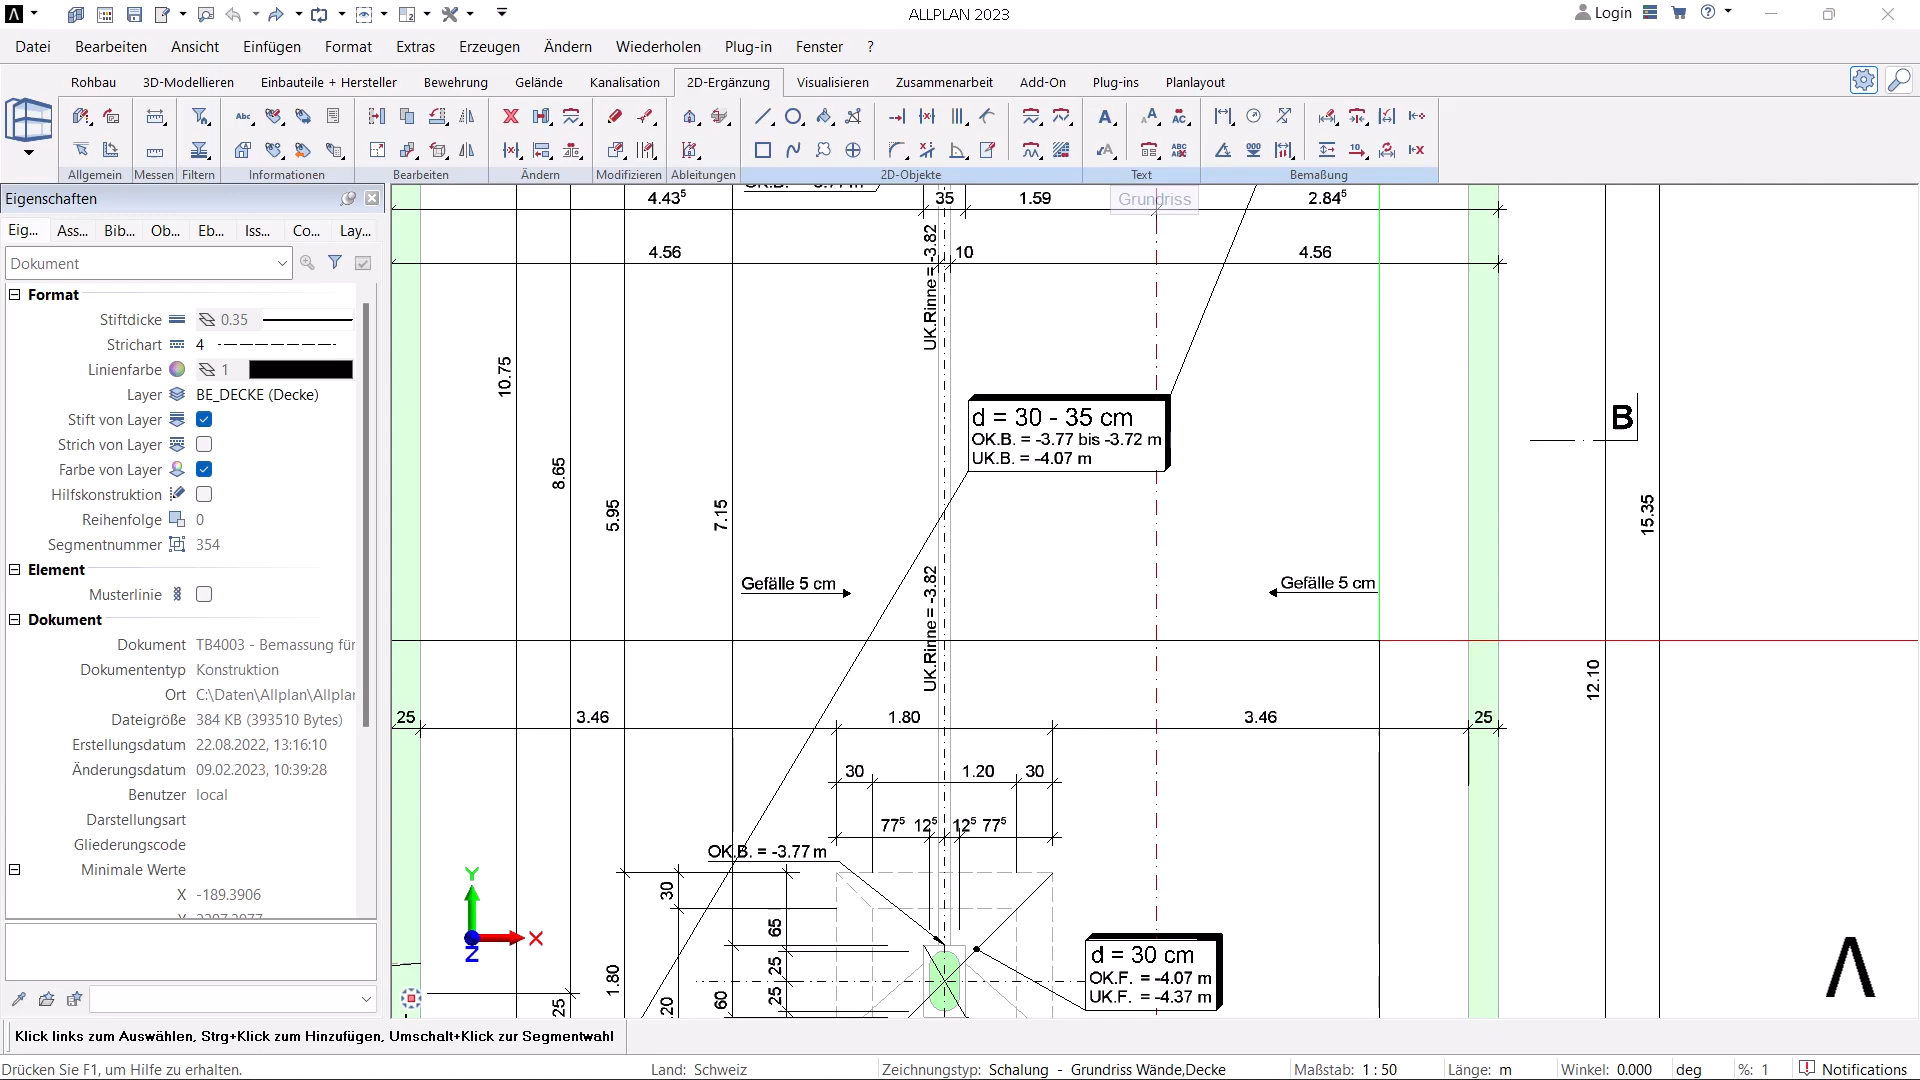 ALLPLAN 2023
Login
Datei Bearbeiten Ansicht Einfügen Format Extras Erzeugen Ändern Wiederholen Plug-in Fenster ?
Rohbau 3D-Modellieren Einbauteile + Hersteller Bewehrung Gelände Kanalisation 2D-Ergänzung Visualisieren Zusammenarbeit Add-On Plug-ins Planlayout
Allgemein Messen Filtern Informationen Bearbeiten Ändern Modifizieren Ableitungen 2D-Objekte Text Bemaßung
Eigenschaften
Eig... Ass... Bib... Ob... Eb... Iss... Co... Lay...
Dokument
Format
Stiftdicke 0.35
Strichart 4
Linienfarbe 1
Layer BE_DECKE (Decke)
Stift von Layer
Strich von Layer
Farbe von Layer
Hilfskonstruktion
Reihenfolge 0
Segmentnummer 354
Element
Musterlinie
Dokument
Dokument TB4003 - Bemassung für
Dokumententyp Konstruktion
Ort C:\Daten\Allplan\Allplan
Dateigröße 384 KB (393510 Bytes)
Erstellungsdatum 22.08.2022, 13:16:10
Änderungsdatum 09.02.2023, 10:39:28
Benutzer local
Darstellungsart
Gliederungscode
Minimale Werte
X -189.3906
Grundriss
4.43⁵ 35 1.59 2.84⁵
4.56 10 4.56
UK.Rinne = -3.82
10.75
8.65
5.95
7.15
d = 30 - 35 cm
OK.B. = -3.77 bis -3.72 m
UK.B. = -4.07 m
B
15.35
Gefälle 5 cm
Gefälle 5 cm
UK.Rinne = -3.82
12.10
25 3.46 1.80 3.46 25
30 1.20 30
77⁵ 12⁵ 12⁵ 77⁵
OK.B. = -3.77 m
30
65
25
25
1.80
60
25
Y
X
Z
d = 30 cm
OK.F. = -4.07 m
UK.F. = -4.37 m
Klick links zum Auswählen, Strg+Klick zum Hinzufügen, Umschalt+Klick zur Segmentwahl
Drücken Sie F1, um Hilfe zu erhalten. Land: Schweiz Zeichnungstyp: Schalung - Grundriss Wände,Decke Maßstab: 1 : 50 Länge: m Winkel: 0.000 deg %: 1 Notifications